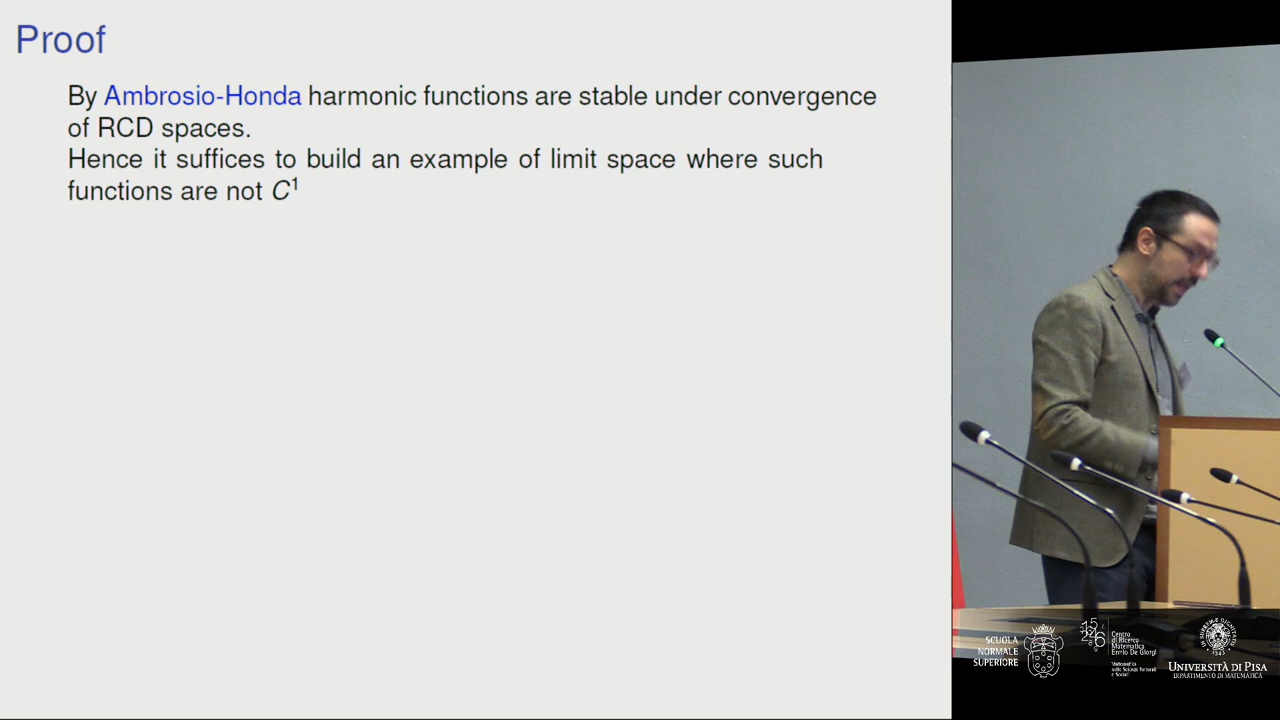 Proof
By Ambrosio-Honda harmonic functions are stable under convergence
of RCD spaces.
Hence it suffices to build an example of limit space where such
functions are not C¹
SCUOLA
NORMALE
SUPERIORE
Centro
di Ricerca
Matematica
Ennio De Giorgi
UNIVERSITÀ DI PISA
DIPARTIMENTO DI MATEMATICA